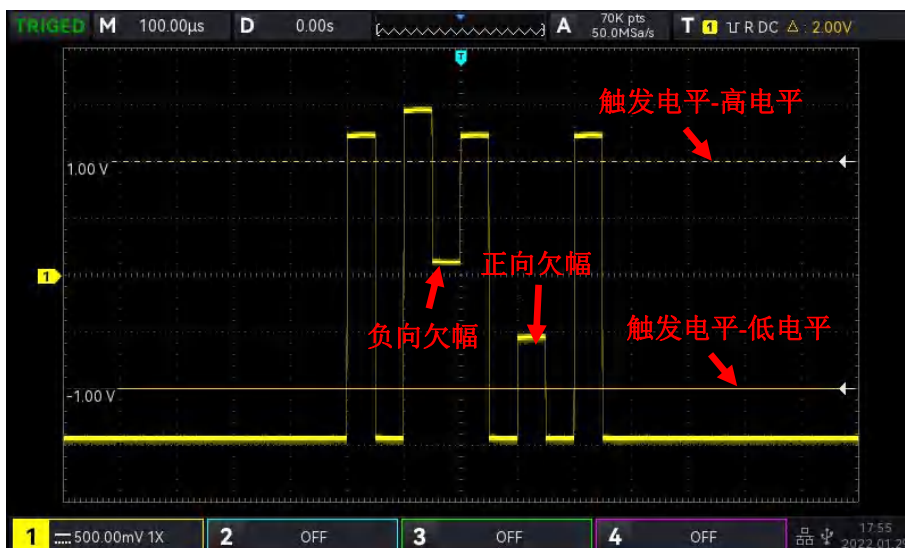 TRIGED M 100.00µs D 0.00s A 70K pts 50.0MSa/s T 1 R DC 2.00V
T
触发电平-高电平
1.00 V
正向欠幅
1
负向欠幅
触发电平-低电平
-1.00 V
1 500.00mV 1X 2 OFF 3 OFF 4 OFF 17:55
2022.01.29